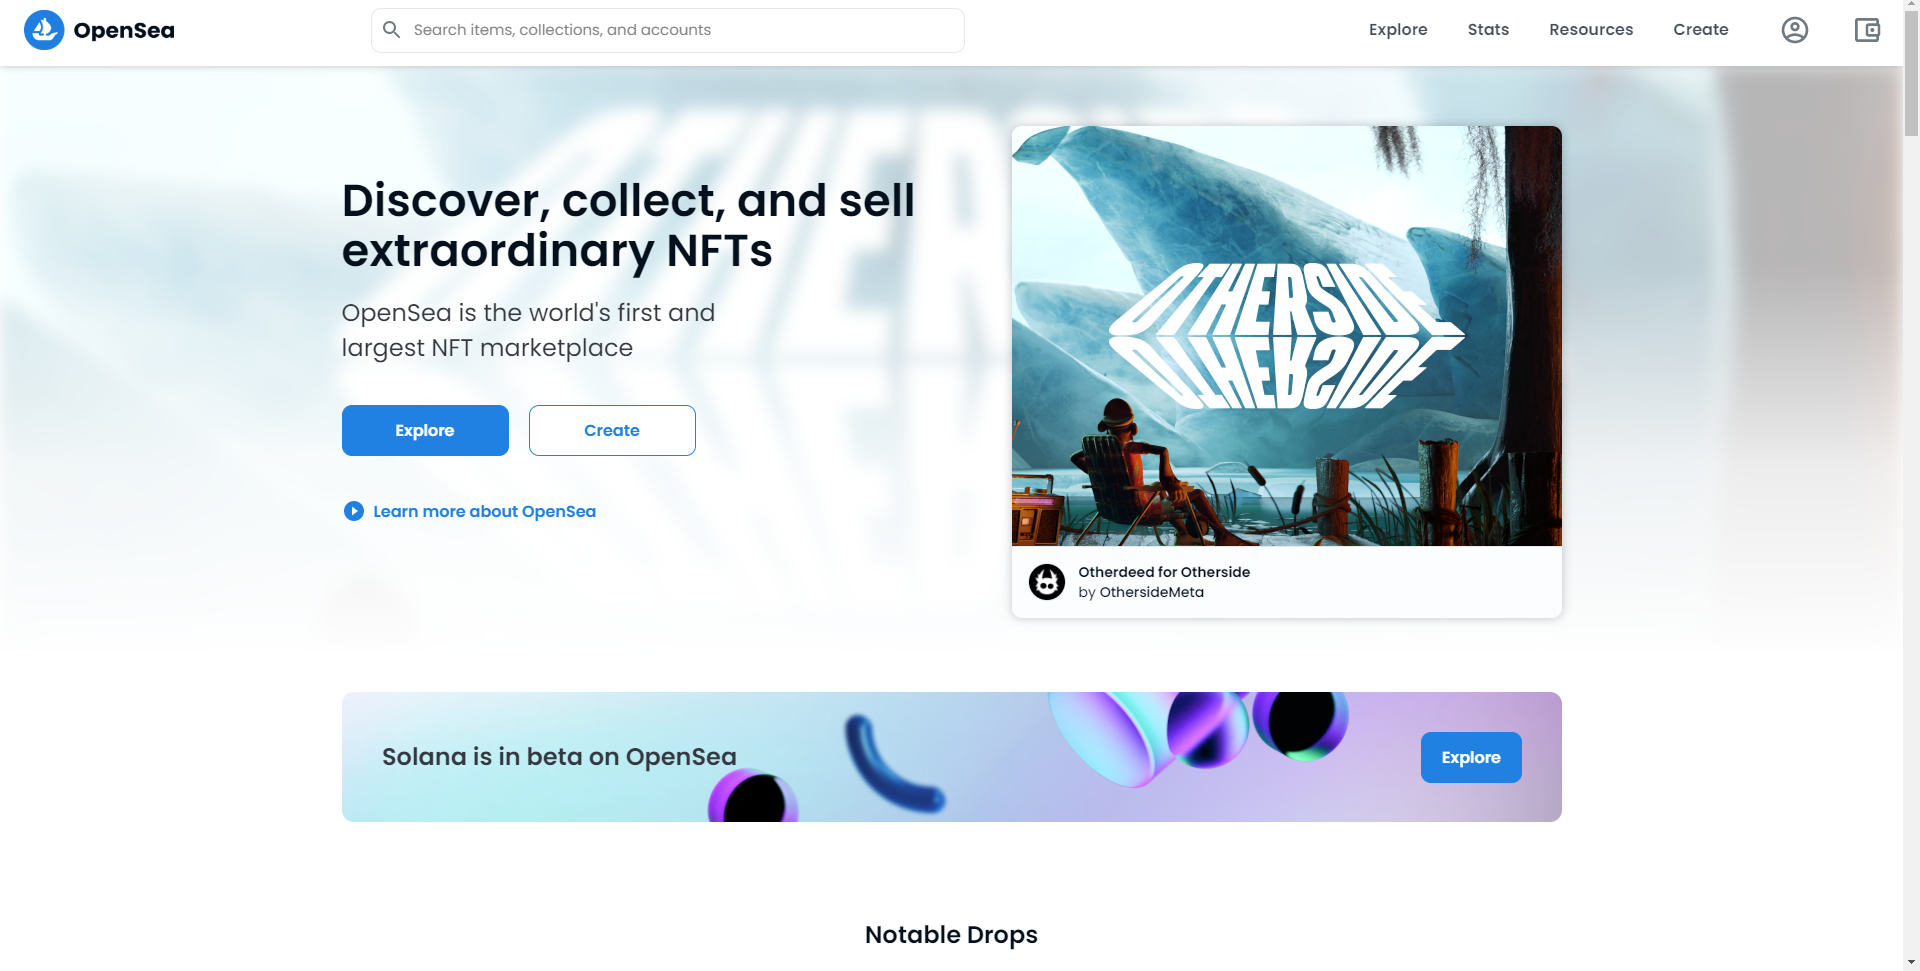 OpenSea
Search items, collections, and accounts
Explore
Stats
Resources
Create
Discover, collect, and sell
extraordinary NFTs
OpenSea is the world's first and
largest NFT marketplace
Explore
Create
Learn more about OpenSea
OTHERSIDE
OTHERSIDE
Otherdeed for Otherside
by OthersideMeta
Solana is in beta on OpenSea
Explore
Notable Drops